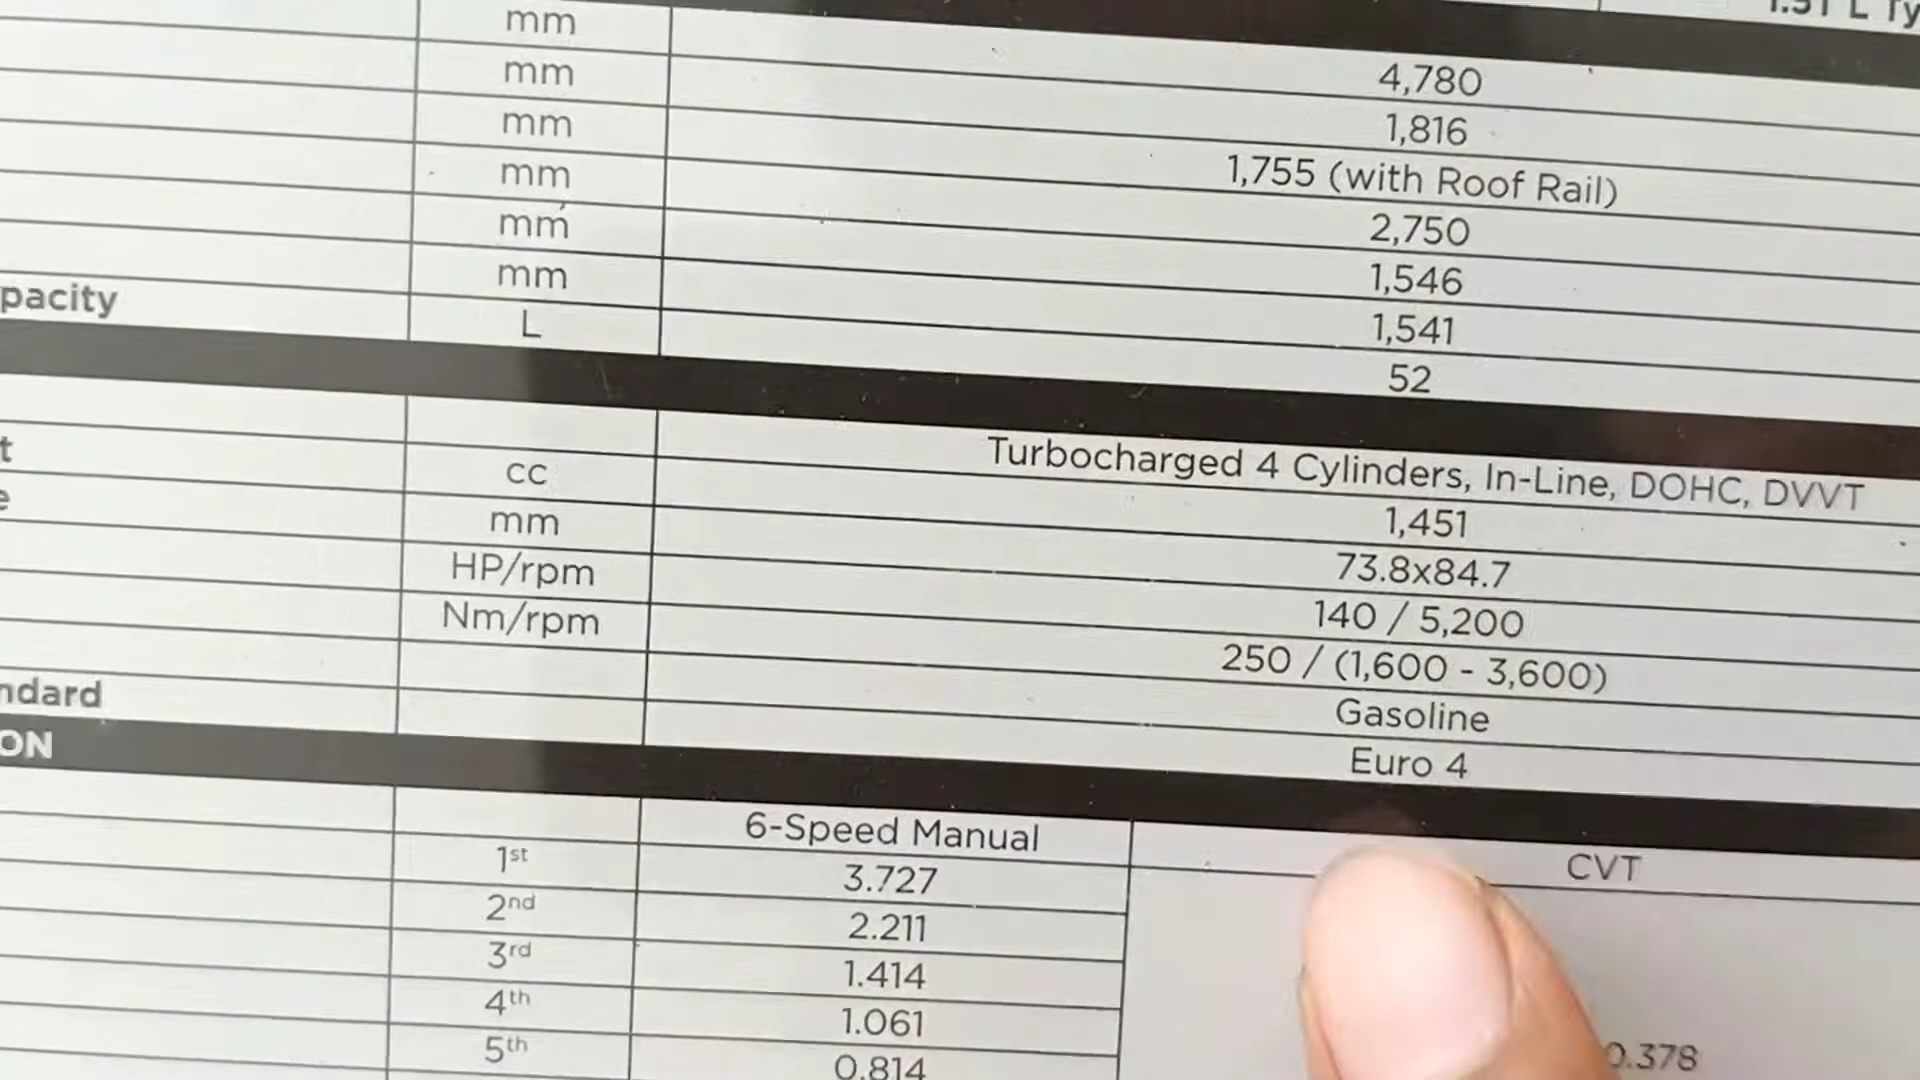 mm
mm 4,780
mm 1,816
mm 1,755 (with Roof Rail)
mm 2,750
mm 1,546
pacity L 1,541
52
Turbocharged 4 Cylinders, In-Line, DOHC, DVVT
t cc 1,451
e mm 73.8x84.7
HP/rpm 140 / 5,200
Nm/rpm 250 / (1,600 - 3,600)
Gasoline
ndard Euro 4
ON
6-Speed Manual CVT
1st 3.727
2nd 2.211
3rd 1.414
4th 1.061
5th 0.814 0.378